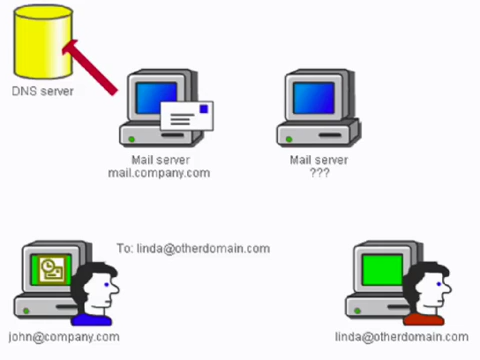 DNS server
Mail server
mail.company.com
Mail server
???
To: linda@otherdomain.com
john@company.com
linda@otherdomain.com